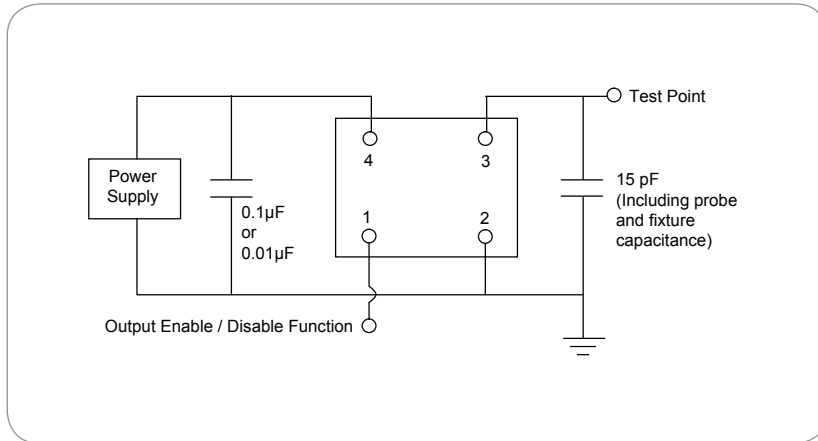 Test Point
4
3
Power
Supply
15 pF
(Including probe
and fixture
capacitance)
0.1µF
or
0.01µF
1
2
Output Enable / Disable Function